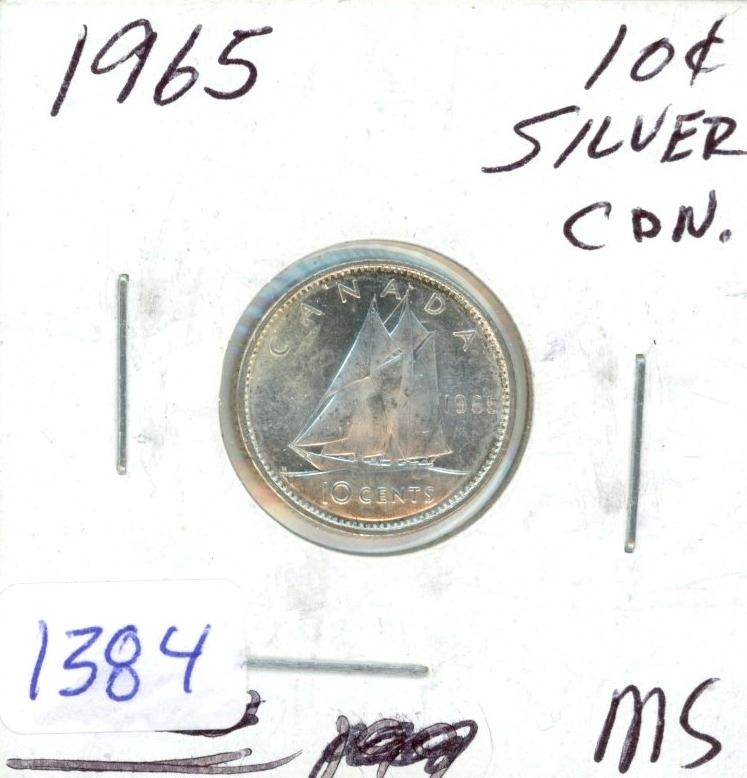 1965
10¢
SILVER
CDN.
CANADA
1965
H
10 CENTS
1384
MS